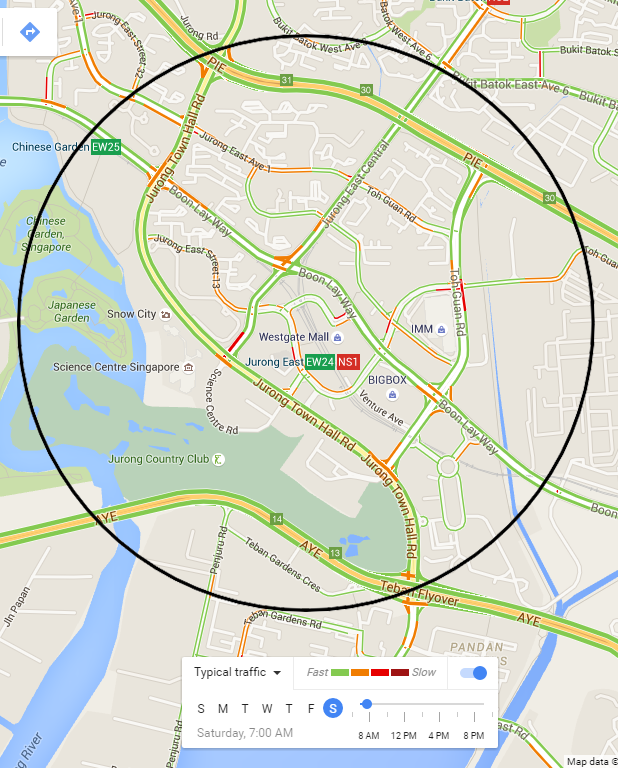 Jurong Rd
Jurong East
Street 32
Bukit Batok West Ave 6
Bukit Batok
Bukit Batok East Ave 6
Bukit B
PIE
31
30
Chinese Garden EW25
Jurong Town Hall Rd
Jurong East Ave 1
Jurong East Central
PIE
30
Boon Lay Way
Toh Guan Rd
Chinese
Garden,
Singapore
Jurong East Street 13
Toh Gua
Boon Lay Way
Toh Guan Rd
Japanese
Garden
Snow City
Westgate Mall
IMM
Jurong East EW24 NS1
Science Centre Singapore
BIGBOX
Science Centre Rd
Jurong Town Hall Rd
Venture Ave
Boon Lay Way
Jurong Country Club
Jurong Town Hall Rd
Boon
AYE
14
AYE
13
Penjuru Rd
Teban Gardens Cres
Teban Flyover
AYE
Jln Papan
Teban Gardens Rd
PANDAN
Typical traffic
Fast
Slow
S M T W T F S
Saturday, 7:00 AM
8 AM 12 PM 4 PM 8 PM
Penjuru Rd
ast Rd
g River
Map data ©